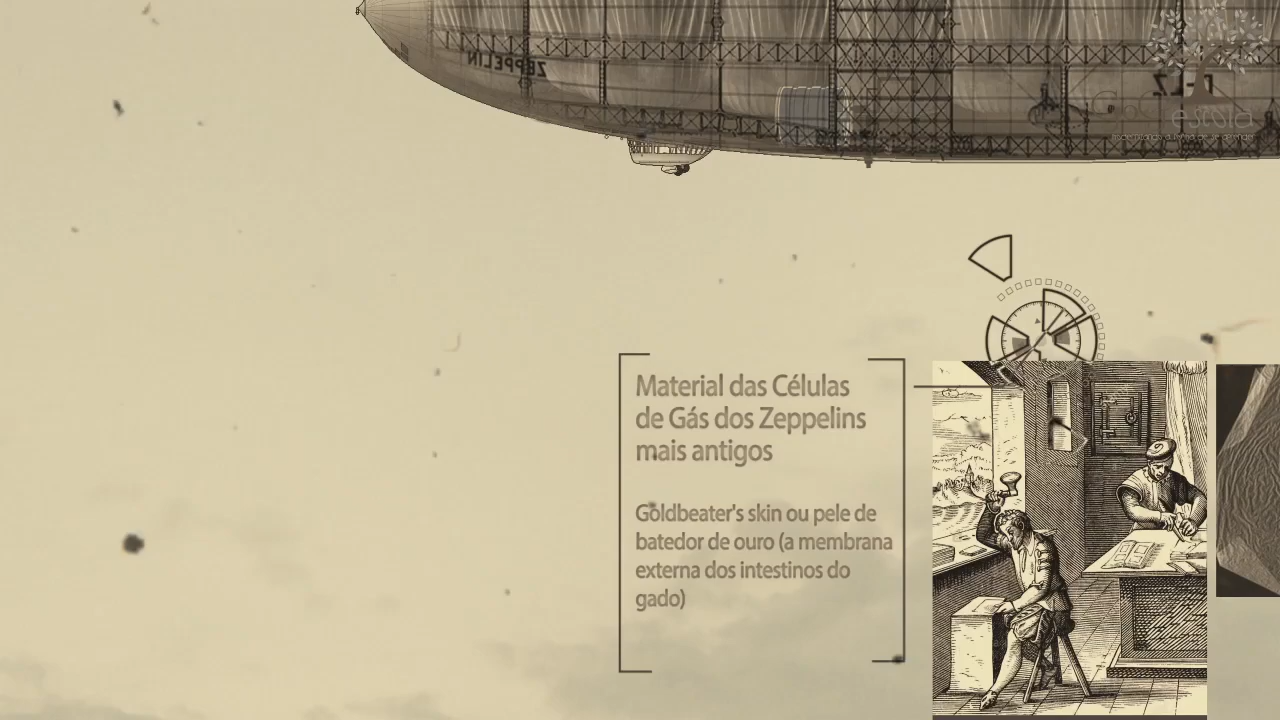 ZEPPELIN
Material das Células
de Gás dos Zeppelins
mais antigos
Goldbeater's skin ou pele de
batedor de ouro (a membrana
externa dos intestinos do
gado)